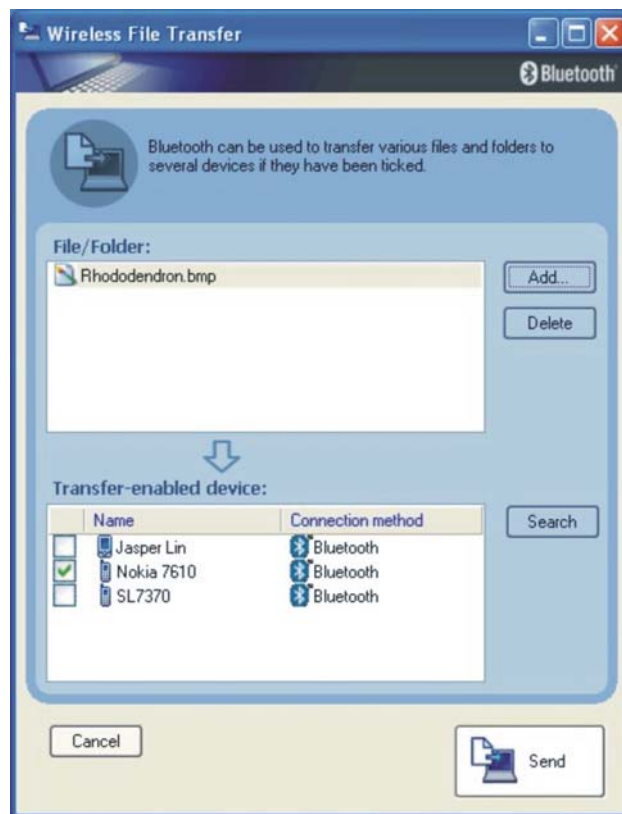 Wireless File Transfer
Bluetooth
Bluetooth can be used to transfer various files and folders to
several devices if they have been ticked.
File/Folder:
Rhododendron.bmp
Add...
Delete
Transfer-enabled device:
Search
Name Connection method
Jasper Lin Bluetooth
Nokia 7610 Bluetooth
SL7370 Bluetooth
Cancel
Send